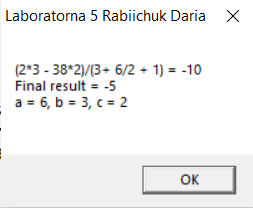 Laboratorna 5 Rabiichuk Daria
(2*3 - 38*2)/(3+ 6/2 + 1) = -10
Final result = -5
a = 6, b = 3, c = 2
OK